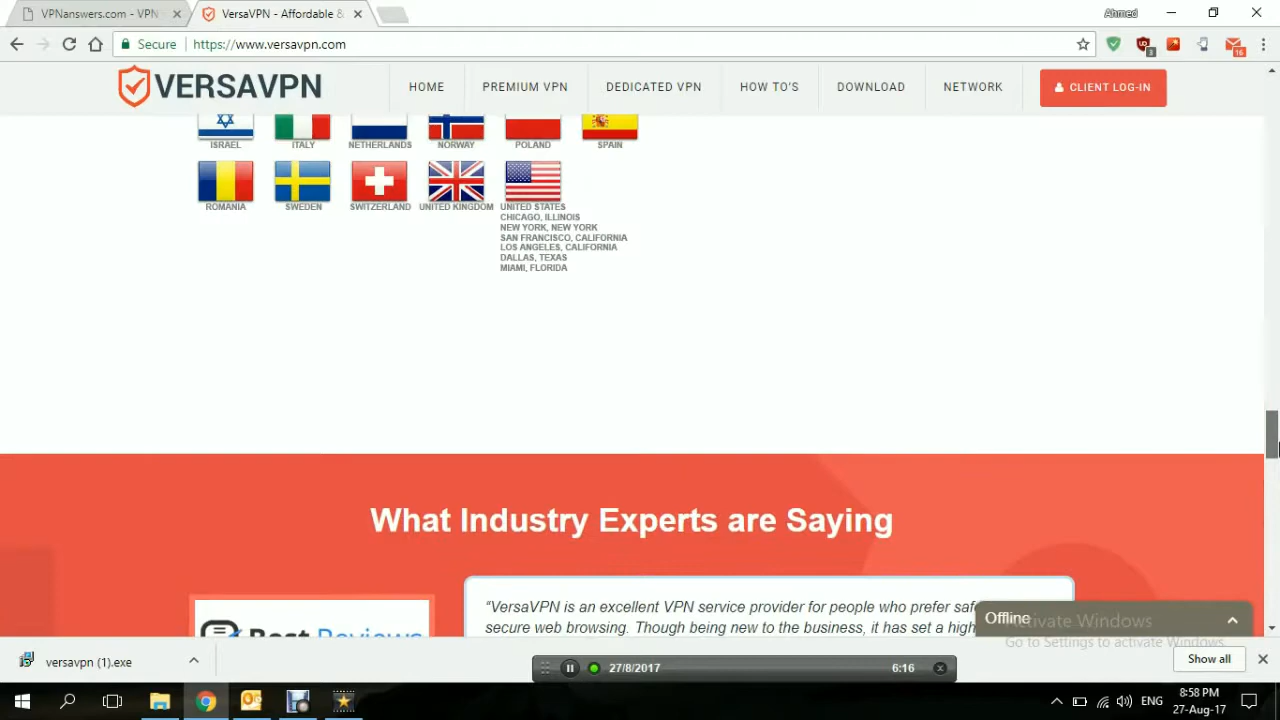 VPNanswers.com - VPN
VersaVPN - Affordable &
Ahmed
Secure
https://www.versavpn.com
3
16
VERSAVPN
HOME
PREMIUM VPN
DEDICATED VPN
HOW TO'S
DOWNLOAD
NETWORK
CLIENT LOG-IN
ISRAEL
ITALY
NETHERLANDS
NORWAY
POLAND
SPAIN
ROMANIA
SWEDEN
SWITZERLAND
UNITED KINGDOM
UNITED STATES
CHICAGO, ILLINOIS
NEW YORK, NEW YORK
SAN FRANCISCO, CALIFORNIA
LOS ANGELES, CALIFORNIA
DALLAS, TEXAS
MIAMI, FLORIDA
What Industry Experts are Saying
Best Reviews
“VersaVPN is an excellent VPN service provider for people who prefer
secure web browsing. Though being new to the business, it has set a high
Offline
Activate Windows
Go to Settings to activate Windows.
versavpn (1).exe
Show all
27/8/2017
6:16
ENG
8:58 PM
27-Aug-17